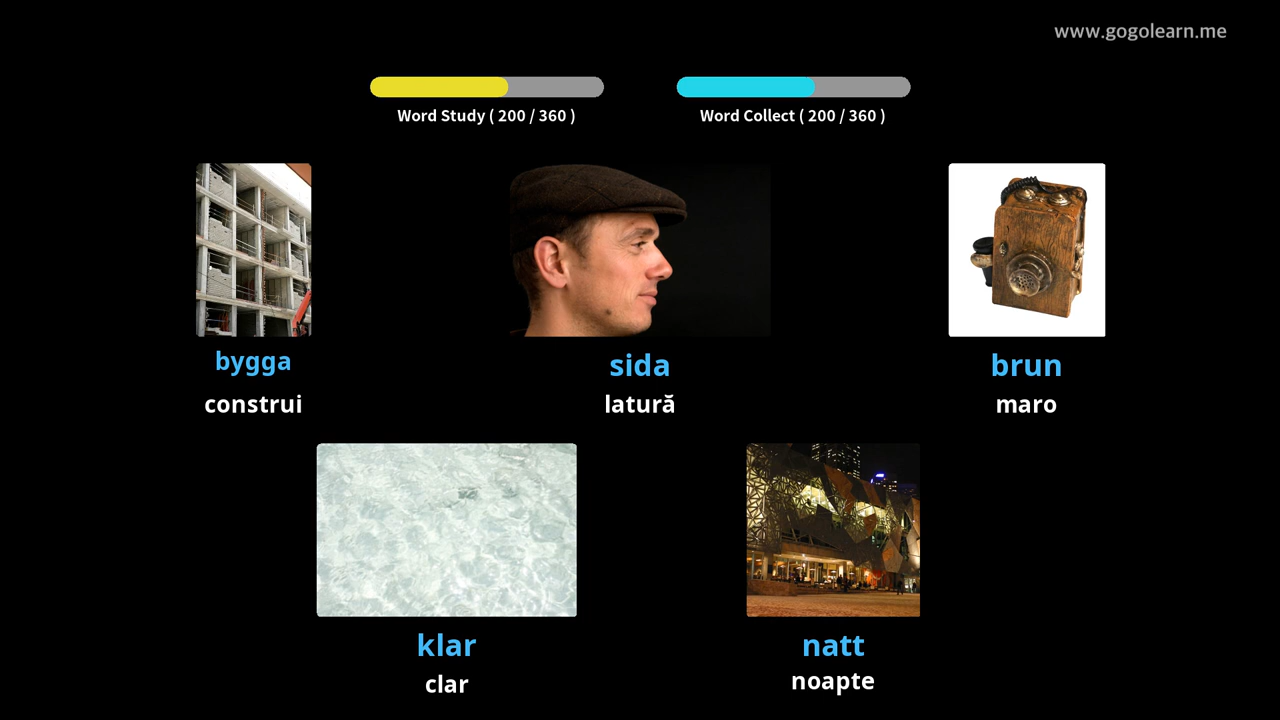 www.gogolearn.me
Word Study ( 200 / 360 )
Word Collect ( 200 / 360 )
bygga
sida
brun
construi
latură
maro
klar
natt
clar
noapte